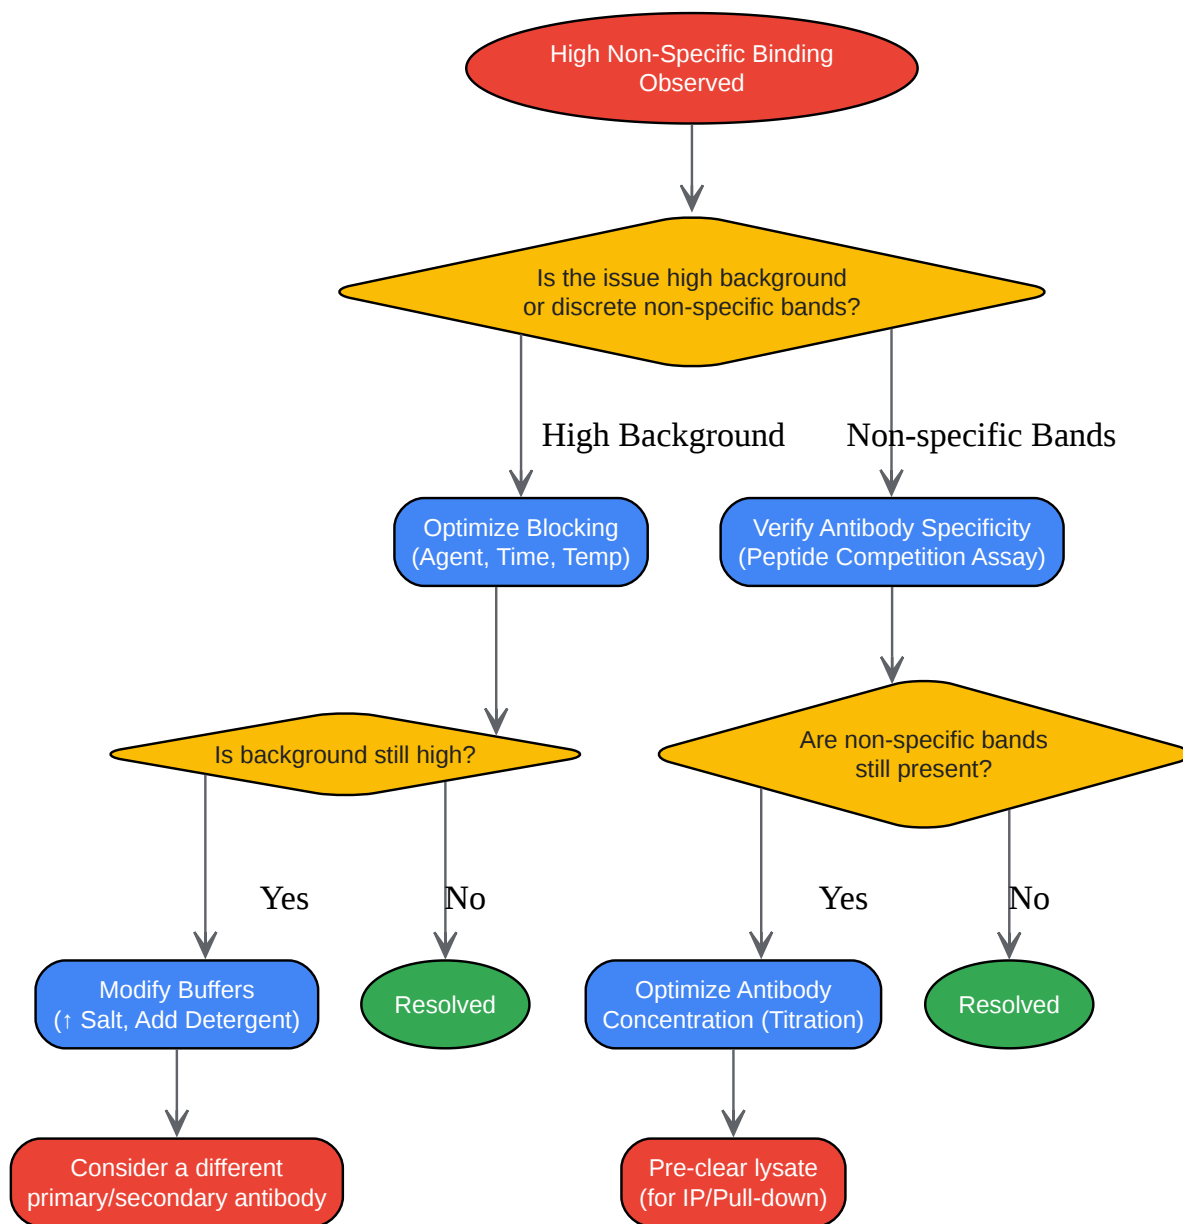 High Non-Specific Binding
Observed
Is the issue high background
or discrete non-specific bands?
High Background
Non-specific Bands
Optimize Blocking
(Agent, Time, Temp)
Verify Antibody Specificity
(Peptide Competition Assay)
Is background still high?
Are non-specific bands
still present?
Yes
No
Yes
No
Modify Buffers
(↑ Salt, Add Detergent)
Resolved
Optimize Antibody
Concentration (Titration)
Resolved
Consider a different
primary/secondary antibody
Pre-clear lysate
(for IP/Pull-down)